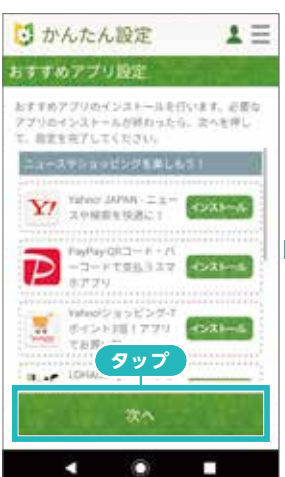 かんたん設定
おすすめアプリ設定
おすすめアプリのインストールを行います。必要な
アプリのインストールが終わったら、次へを押し
て、設定を完了してください。
ニュースやショッピングを楽しもう!
Yahoo! JAPAN - ニュー
スや検索を快適に!
インストール
PayPay-QRコード・バ
ーコードで支払うスマ
ホアプリ
インストール
Yahoo!ショッピング-T
ポイント3倍!アプリ
インストール
タップ
次へ